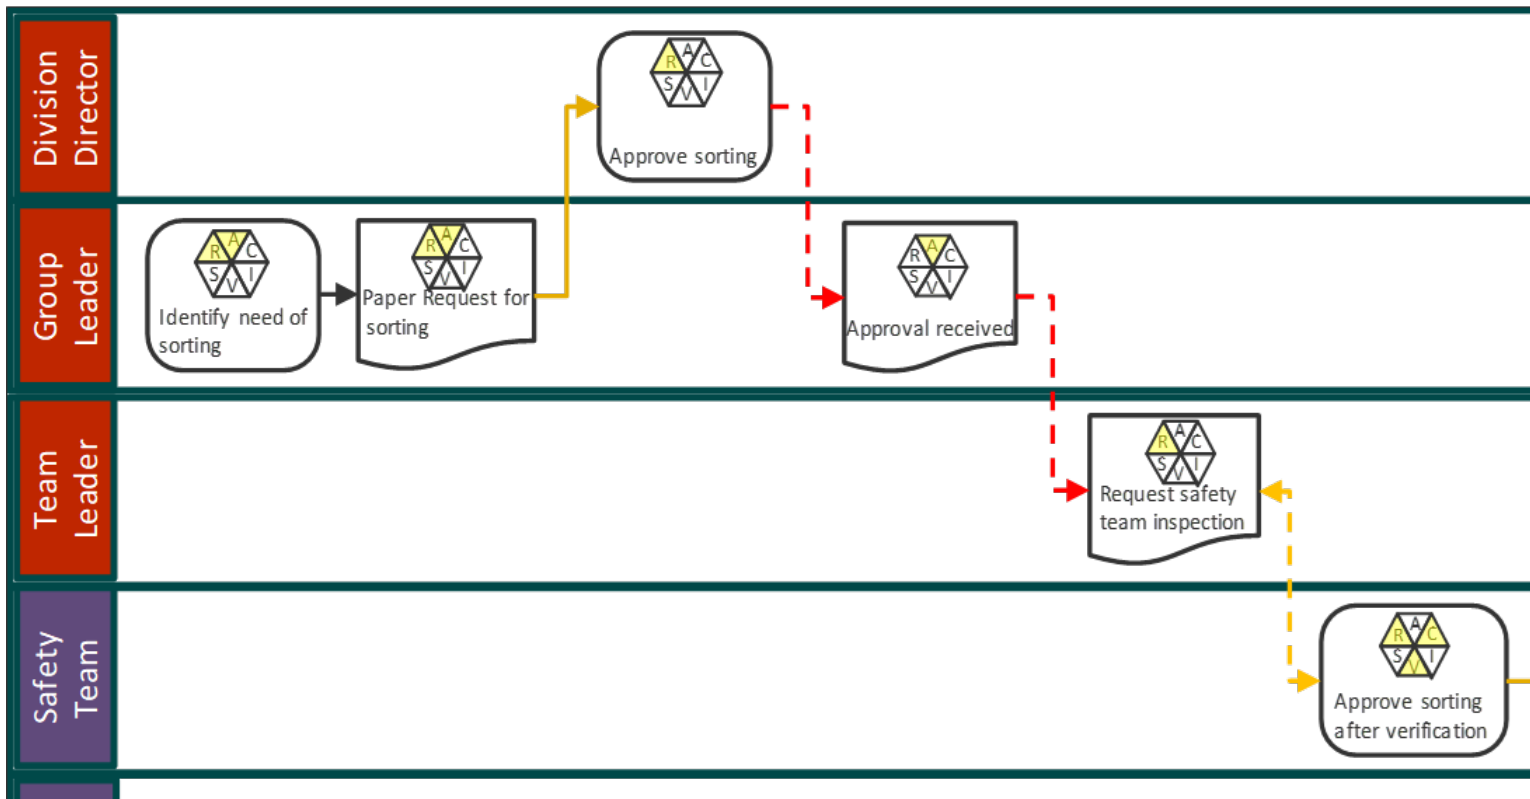 Division
Director
R A C
S V I
Approve sorting
Group
Leader
R A C
S V I
Identify need of
sorting
R A C
S V I
Paper Request for
sorting
R A C
S V I
Approval received
Team
Leader
R A C
S V I
Request safety
team inspection
Safety
Team
R A C
S V I
Approve sorting
after verification